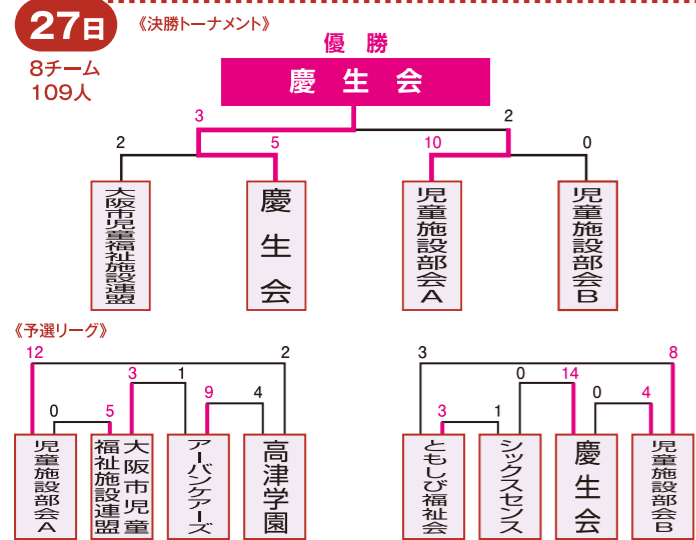 27日
《決勝トーナメント》
8チーム
109人
優勝
慶生会
3
2
2
5
10
0
大阪市児童福祉施設連盟
慶生会
児童施設部会A
児童施設部会B
《予選リーグ》
12
2
3
8
3
1
0
14
9
4
0
4
0
5
3
1
児童施設部会A
大阪市児童
福祉施設連盟
アーバンケアーズ
高津学園
ともしび福祉会
シックスセンス
慶生会
児童施設部会B